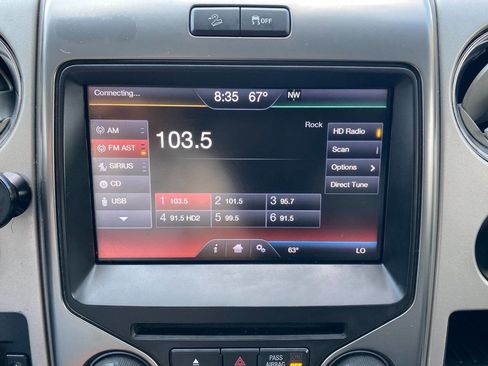 OFF
Connecting... 8:35 67° NW
Rock
AM
FM AST
SIRIUS
CD
USB
103.5
HD Radio
Scan
Options >
Direct Tune
1 103.5 2 101.5 3 95.7
4 91.5 HD2 5 99.5 6 91.5
i 63° LO
PASS
AIRBAG